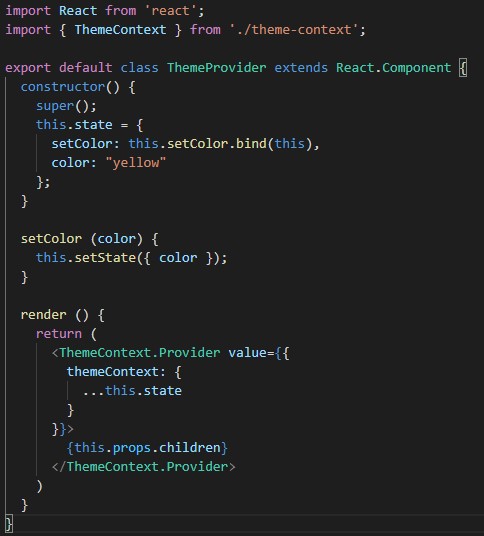 import React from 'react';
import { ThemeContext } from './theme-context';

export default class ThemeProvider extends React.Component {
  constructor() {
    super();
    this.state = {
      setColor: this.setColor.bind(this),
      color: "yellow"
    };
  }

  setColor (color) {
    this.setState({ color });
  }

  render () {
    return (
      <ThemeContext.Provider value={{
        themeContext: {
          ...this.state
        }
      }}>
        {this.props.children}
      </ThemeContext.Provider>
    )
  }
}